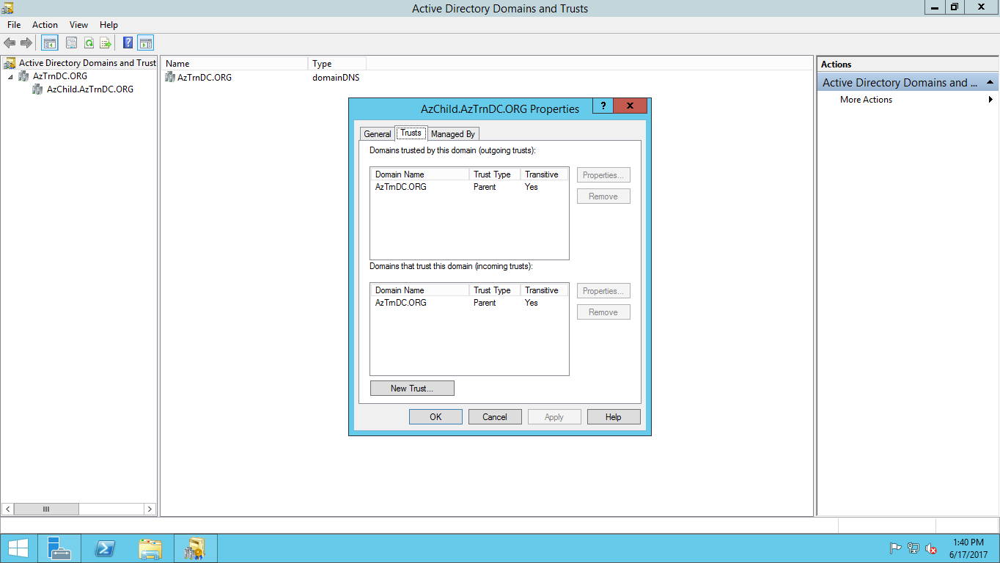 Active Directory Domains and Trusts
File Action View Help
Active Directory Domains and Trust
AzTrnDC.ORG
AzChild.AzTrnDC.ORG
Name Type
AzTrnDC.ORG domainDNS
Actions
Active Directory Domains and ...
More Actions
AzChild.AzTrnDC.ORG Properties
General Trusts Managed By
Domains trusted by this domain (outgoing trusts):
Domain Name Trust Type Transitive
AzTrnDC.ORG Parent Yes
Properties...
Remove
Domains that trust this domain (incoming trusts):
Domain Name Trust Type Transitive
AzTrnDC.ORG Parent Yes
Properties...
Remove
New Trust...
OK Cancel Apply Help
1:40 PM
6/17/2017